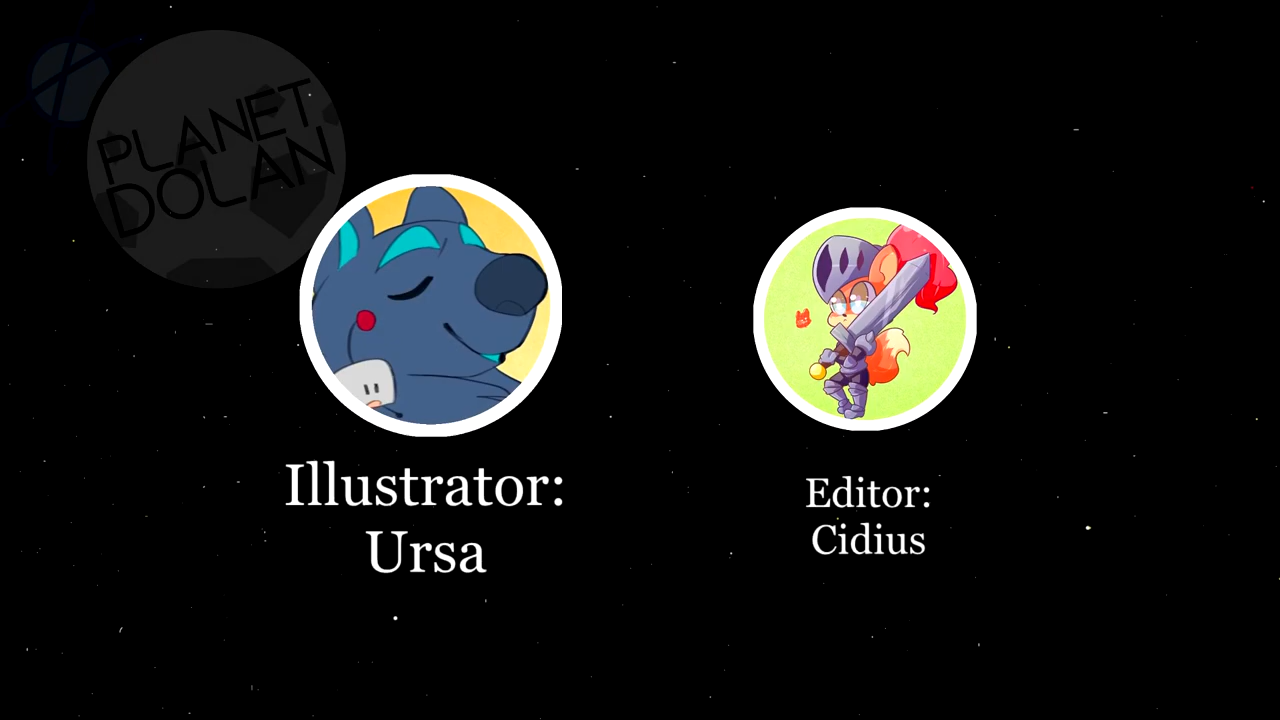 PLANET
DOLAN
Illustrator:
Ursa
Editor:
Cidius